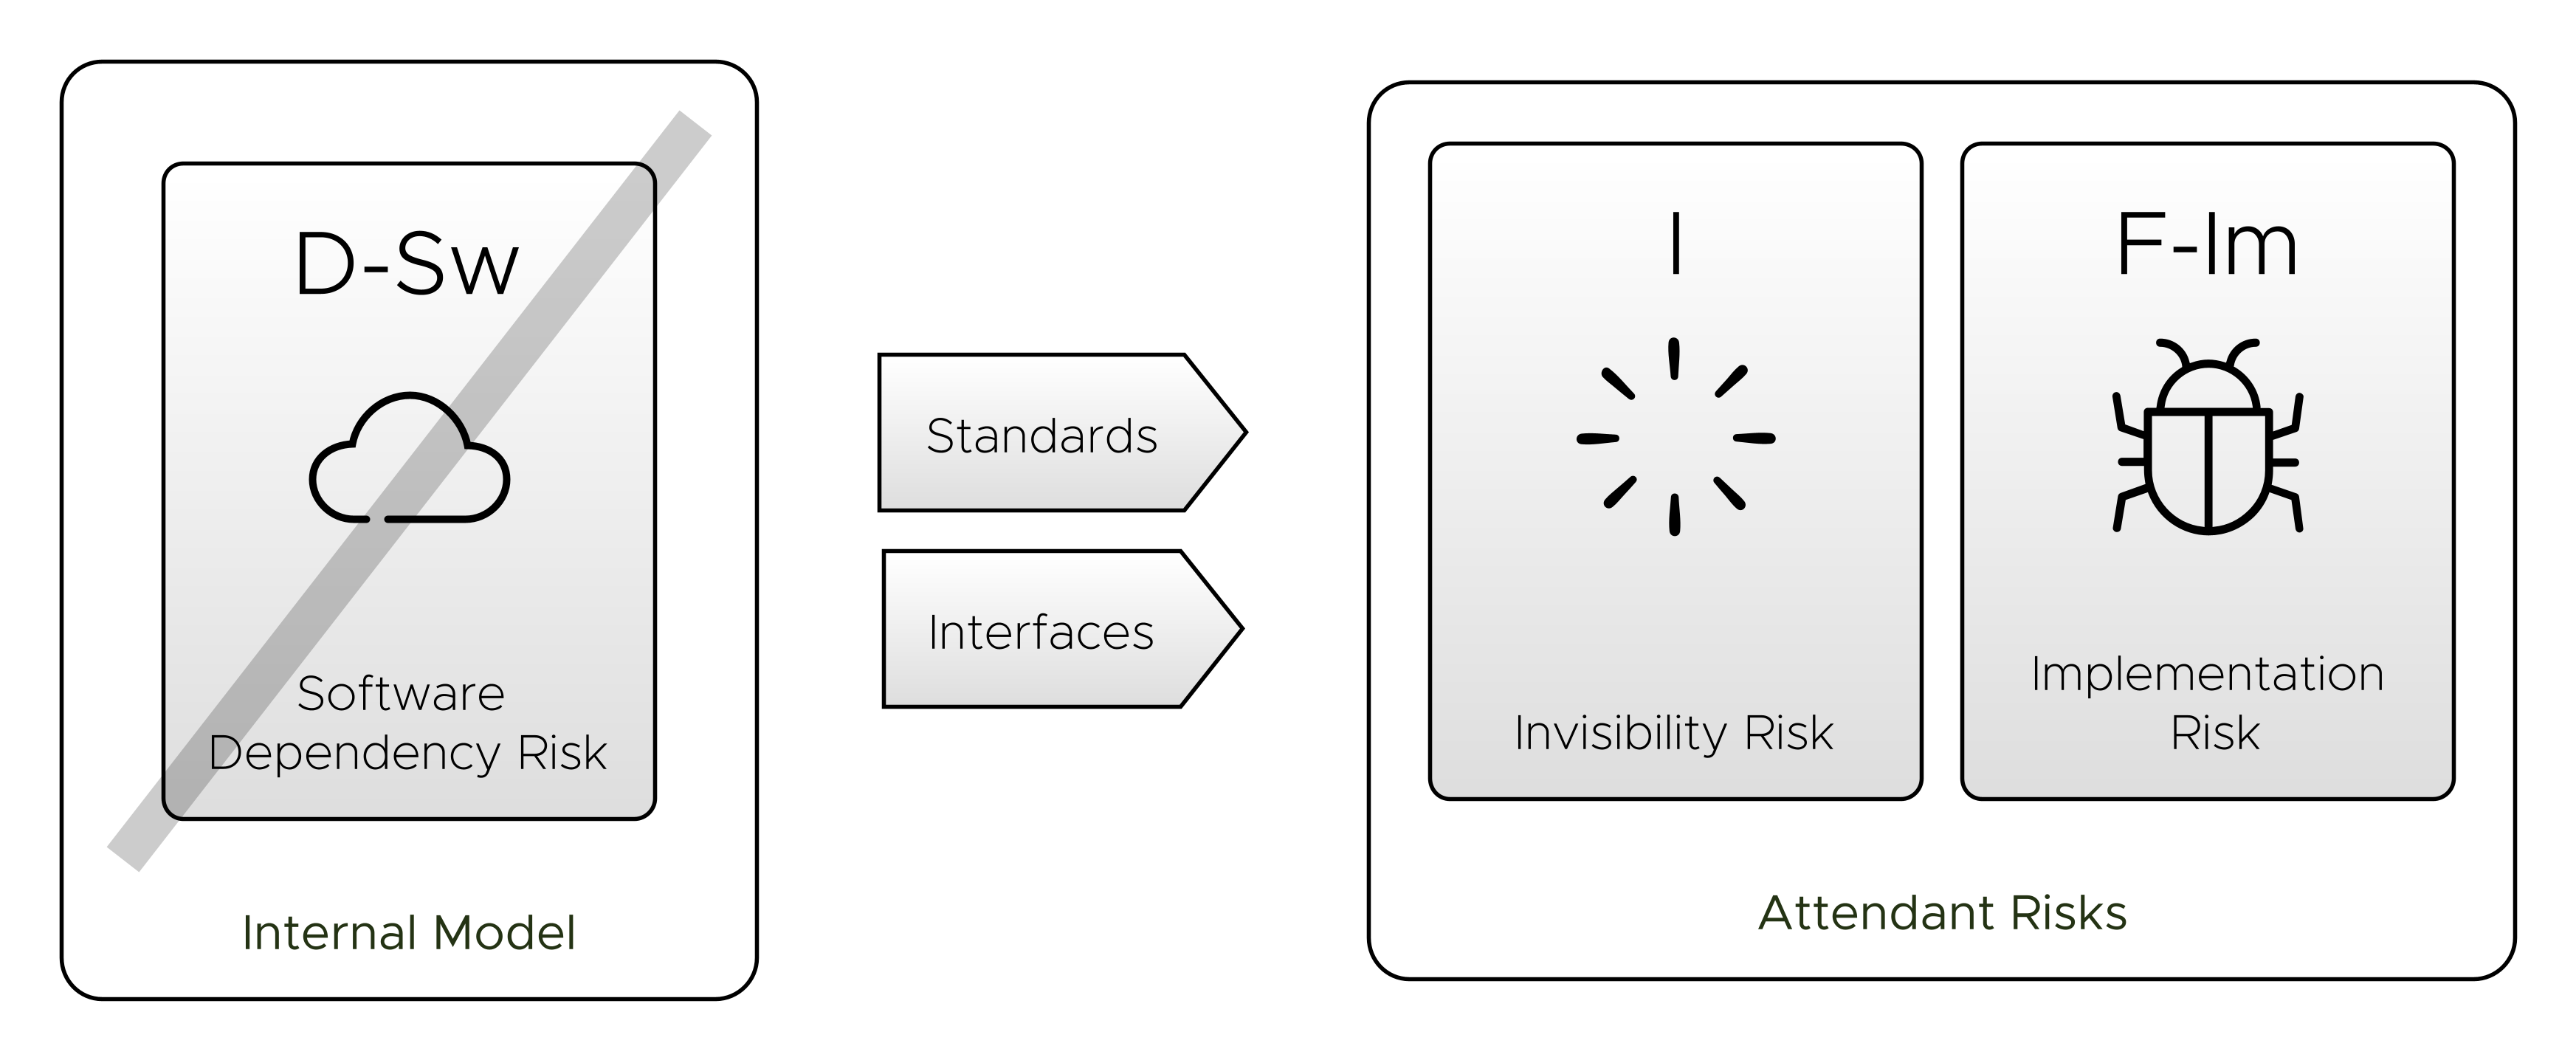 D-Sw
Software
Dependency Risk
Internal Model
Standards
Interfaces
I
Invisibility Risk
F-Im
Implementation
Risk
Attendant Risks